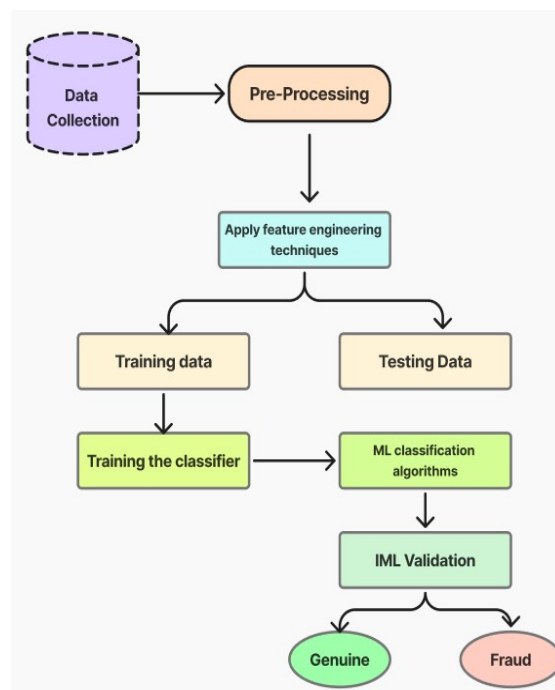 Data
Collection
Pre-Processing
Apply feature engineering
techniques
Training data
Testing Data
Training the classifier
ML classification
algorithms
IML Validation
Genuine
Fraud